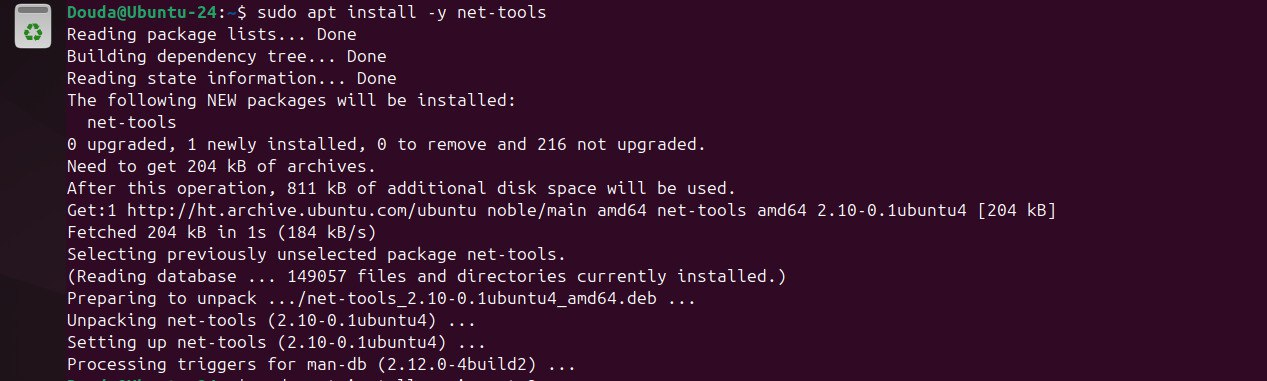 Douda@Ubuntu-24:~$ sudo apt install -y net-tools
Reading package lists... Done
Building dependency tree... Done
Reading state information... Done
The following NEW packages will be installed:
  net-tools
0 upgraded, 1 newly installed, 0 to remove and 216 not upgraded.
Need to get 204 kB of archives.
After this operation, 811 kB of additional disk space will be used.
Get:1 http://ht.archive.ubuntu.com/ubuntu noble/main amd64 net-tools amd64 2.10-0.1ubuntu4 [204 kB]
Fetched 204 kB in 1s (184 kB/s)
Selecting previously unselected package net-tools.
(Reading database ... 149057 files and directories currently installed.)
Preparing to unpack .../net-tools_2.10-0.1ubuntu4_amd64.deb ...
Unpacking net-tools (2.10-0.1ubuntu4) ...
Setting up net-tools (2.10-0.1ubuntu4) ...
Processing triggers for man-db (2.12.0-4build2) ...